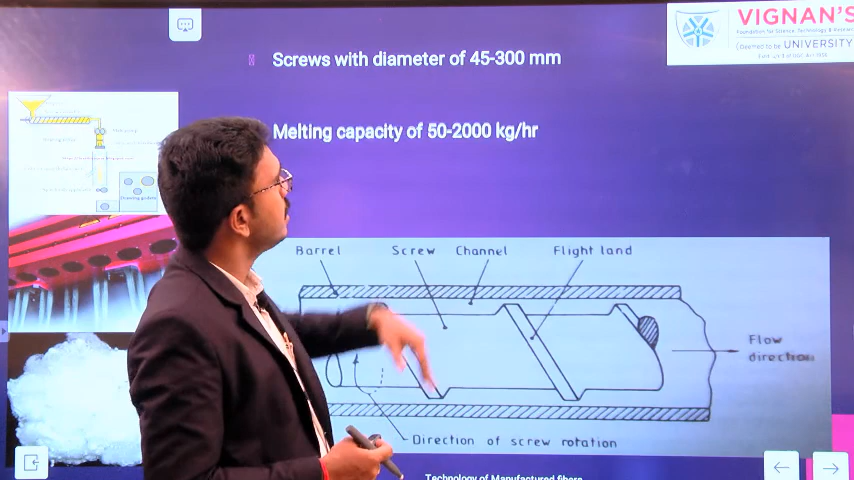 Screws with diameter of 45-300 mm
VIGNAN'S
Foundation for Science, Technology & Research
(Deemed to be UNIVERSITY)
Melting capacity of 50-2000 kg/hr
Barrel Screw Channel Flight land
Flow
direction
Direction of screw rotation
Technology of Manufactured fibers